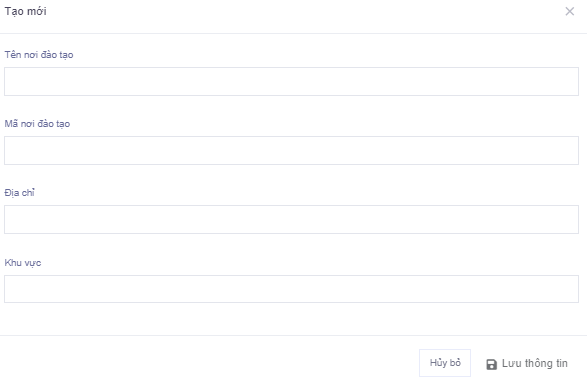 Tạo mới
Tên nơi đào tạo
Mã nơi đào tạo
Địa chỉ
Khu vực
Hủy bỏ
Lưu thông tin